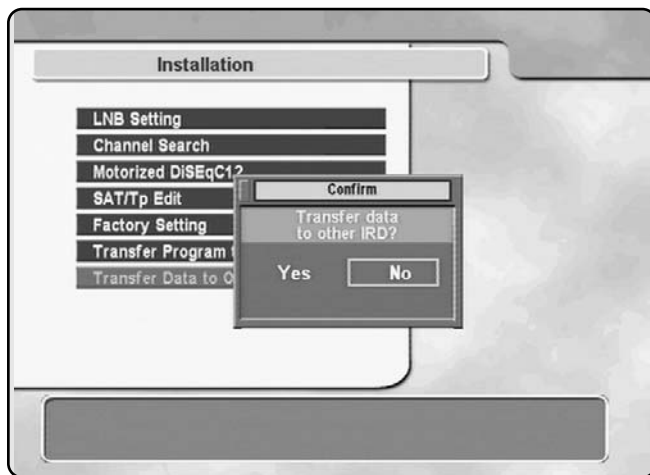 Installation
LNB Setting
Channel Search
Motorized DiSEqC1.2
SAT/Tp Edit
Factory Setting
Transfer Program
Transfer Data to O
Confirm
Transfer data
to other IRD?
Yes
No